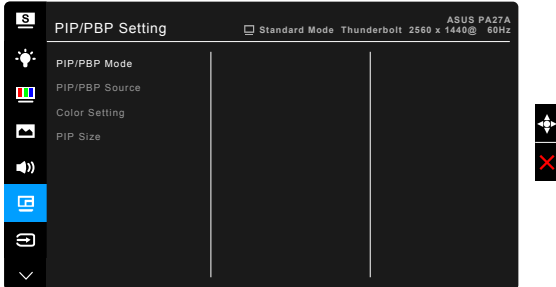 S
ASUS PA27A
PIP/PBP Setting
Standard Mode Thunderbolt 2560 x 1440@ 60Hz
PIP/PBP Mode
PIP/PBP Source
Color Setting
PIP Size